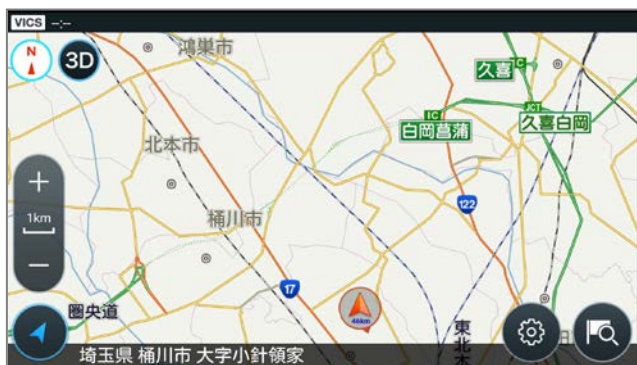 VICS --:--
N
3D
鴻巣市
久喜
IC
JCT
IC
久喜白岡
白岡菖蒲
北本市
1km
122
桶川市
17
圏央道
46km
東北本
埼玉県 桶川市 大字小針領家